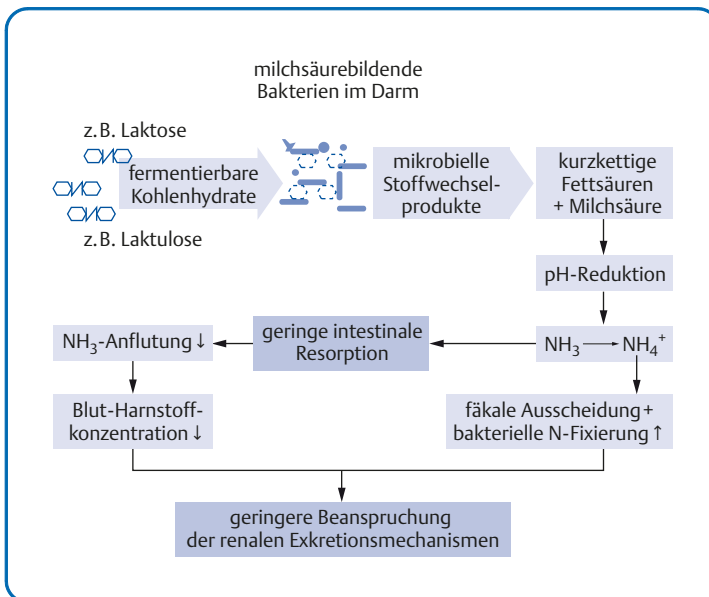 milchsäurebildende
Bakterien im Darm
z.B. Laktose
fermentierbare
Kohlenhydrate
z.B. Laktulose
mikrobielle
Stoffwechsel-
produkte
kurzkettige
Fettsäuren
+ Milchsäure
pH-Reduktion
NH₃-Anflutung ↓
geringe intestinale
Resorption
NH₃ → NH₄⁺
Blut-Harnstoff-
konzentration ↓
fäkale Ausscheidung +
bakterielle N-Fixierung ↑
geringere Beanspruchung
der renalen Exkretionsmechanismen